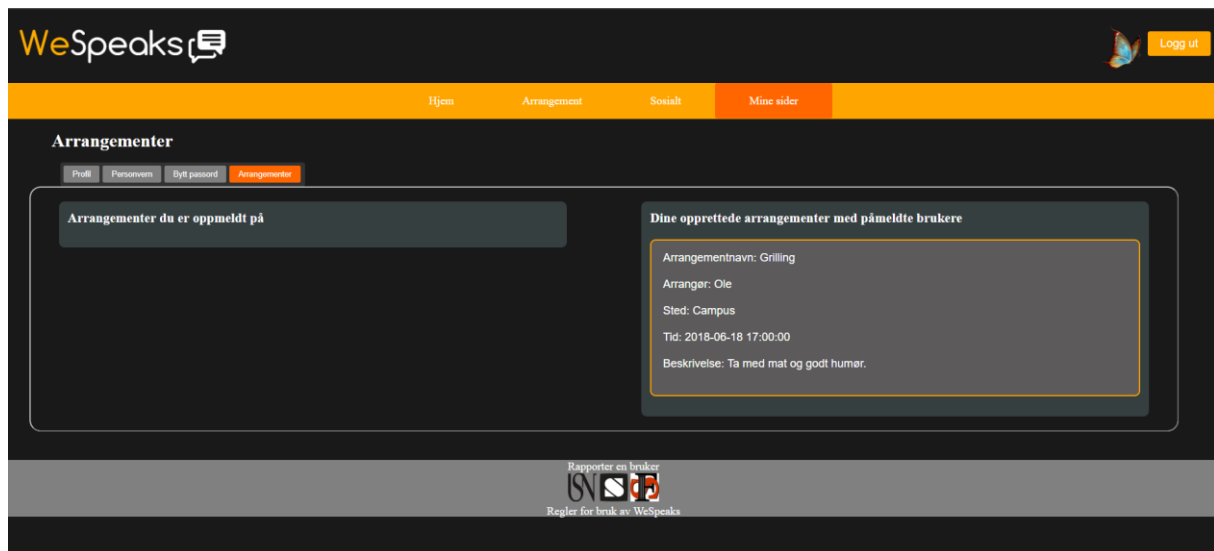 WeSpeaks
Logg ut
Hjem Arrangement Sosialt Mine sider
Arrangementer
Profil Personvern Bytt passord Arrangementer
Arrangementer du er oppmeldt på
Dine opprettede arrangementer med påmeldte brukere
Arrangementnavn: Grilling
Arrangør: Ole
Sted: Campus
Tid: 2018-06-18 17:00:00
Beskrivelse: Ta med mat og godt humør.
Rapporter en bruker
Regler for bruk av WeSpeaks